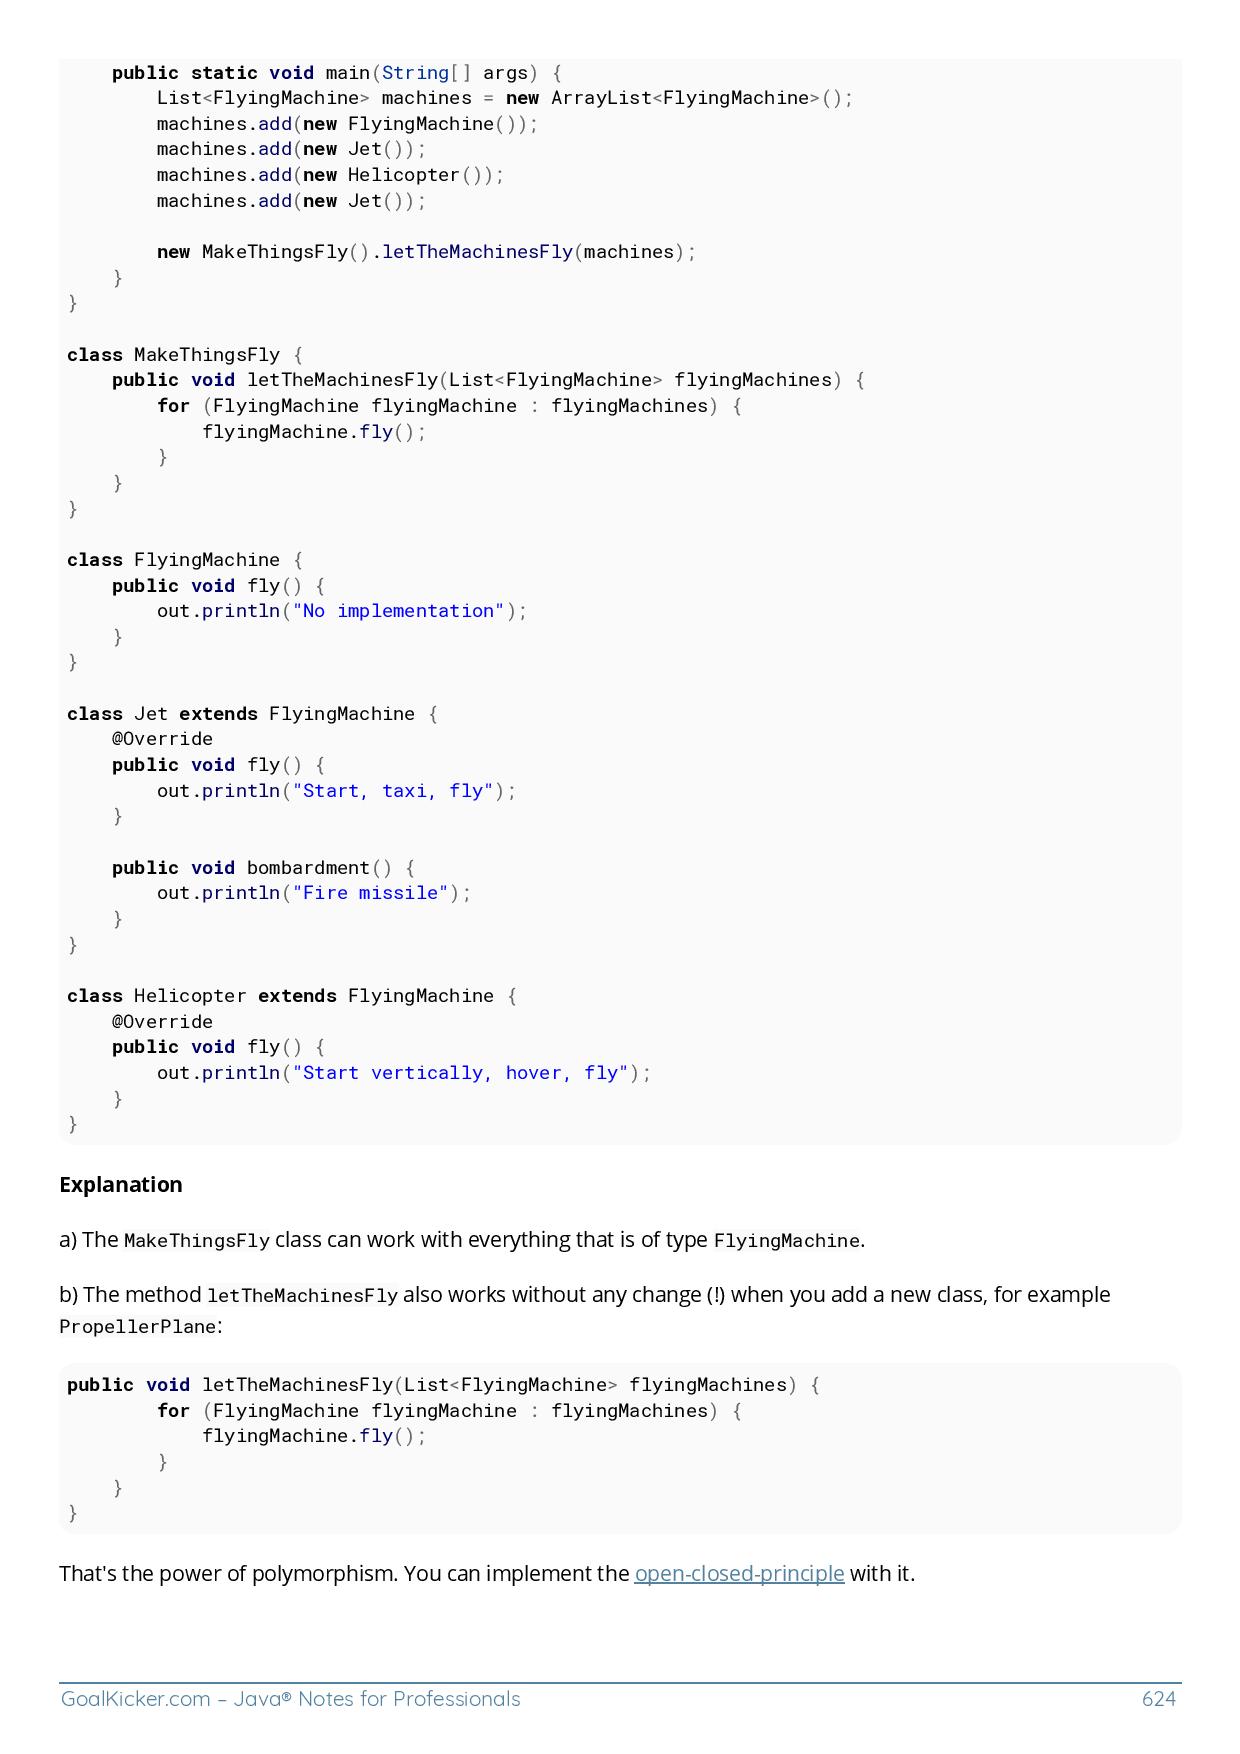 public static void main(String[] args) {
        List<FlyingMachine> machines = new ArrayList<FlyingMachine>();
        machines.add(new FlyingMachine());
        machines.add(new Jet());
        machines.add(new Helicopter());
        machines.add(new Jet());

        new MakeThingsFly().letTheMachinesFly(machines);
    }
}

class MakeThingsFly {
    public void letTheMachinesFly(List<FlyingMachine> flyingMachines) {
        for (FlyingMachine flyingMachine : flyingMachines) {
            flyingMachine.fly();
        }
    }
}

class FlyingMachine {
    public void fly() {
        out.println("No implementation");
    }
}

class Jet extends FlyingMachine {
    @Override
    public void fly() {
        out.println("Start, taxi, fly");
    }

    public void bombardment() {
        out.println("Fire missile");
    }
}

class Helicopter extends FlyingMachine {
    @Override
    public void fly() {
        out.println("Start vertically, hover, fly");
    }
}

Explanation

a) The MakeThingsFly class can work with everything that is of type FlyingMachine.

b) The method letTheMachinesFly also works without any change (!) when you add a new class, for example
PropellerPlane:

public void letTheMachinesFly(List<FlyingMachine> flyingMachines) {
        for (FlyingMachine flyingMachine : flyingMachines) {
            flyingMachine.fly();
        }
    }
}

That's the power of polymorphism. You can implement the open-closed-principle with it.

GoalKicker.com – Java® Notes for Professionals 624